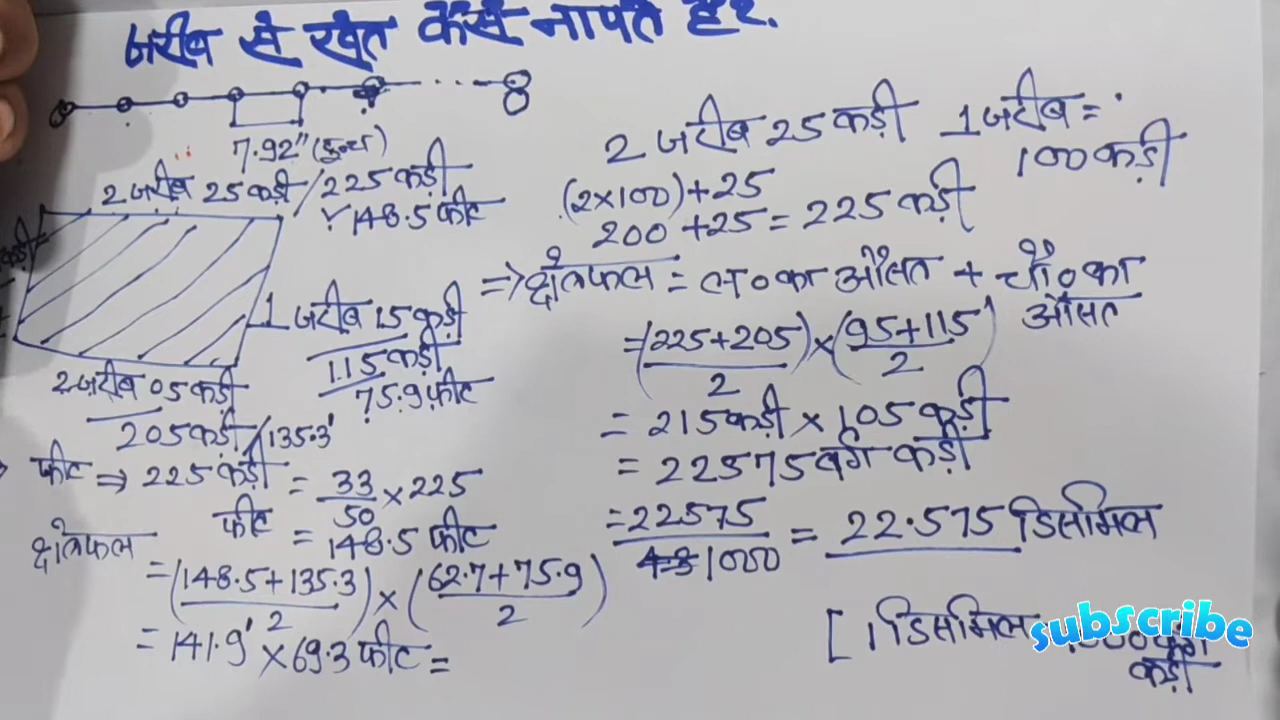 जरीब से खेत कैसे नापते है?.
7.92" (इन्च)
2 जरीब 25 कड़ी / 225 कड़ी
148.5 फीट
कड़ी
1 जरीब 15 कड़ी
115 कड़ी
75.9 फीट
2 जरीब 05 कड़ी
205 कड़ी / 135.3'
फीट ⇒ 225 कड़ी = 33/50 × 225
फीट = 148.5 फीट
क्षेत्रफल
= (148.5+135.3/2) × (62.7+75.9/2)
= 141.9' × 69.3 फीट =
2 जरीब 25 कड़ी 1 जरीब =
100 कड़ी
(2×100)+25
200 +25 = 225 कड़ी
⇒ क्षेत्रफल = ल० का औसत + चौ० का
औसत
= (225+205/2) × (95+115/2)
= 215 कड़ी × 105 कड़ी
= 22575 वर्ग कड़ी
= 22575/1000 = 22.575 डिसमिल
[ 1 डिसमिल
कड़ी
subscribe